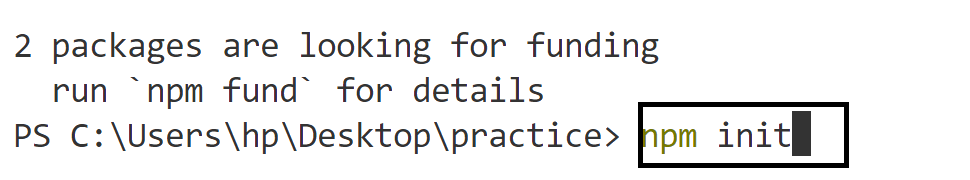 2 packages are looking for funding
run `npm fund` for details
PS C:\Users\hp\Desktop\practice> npm init